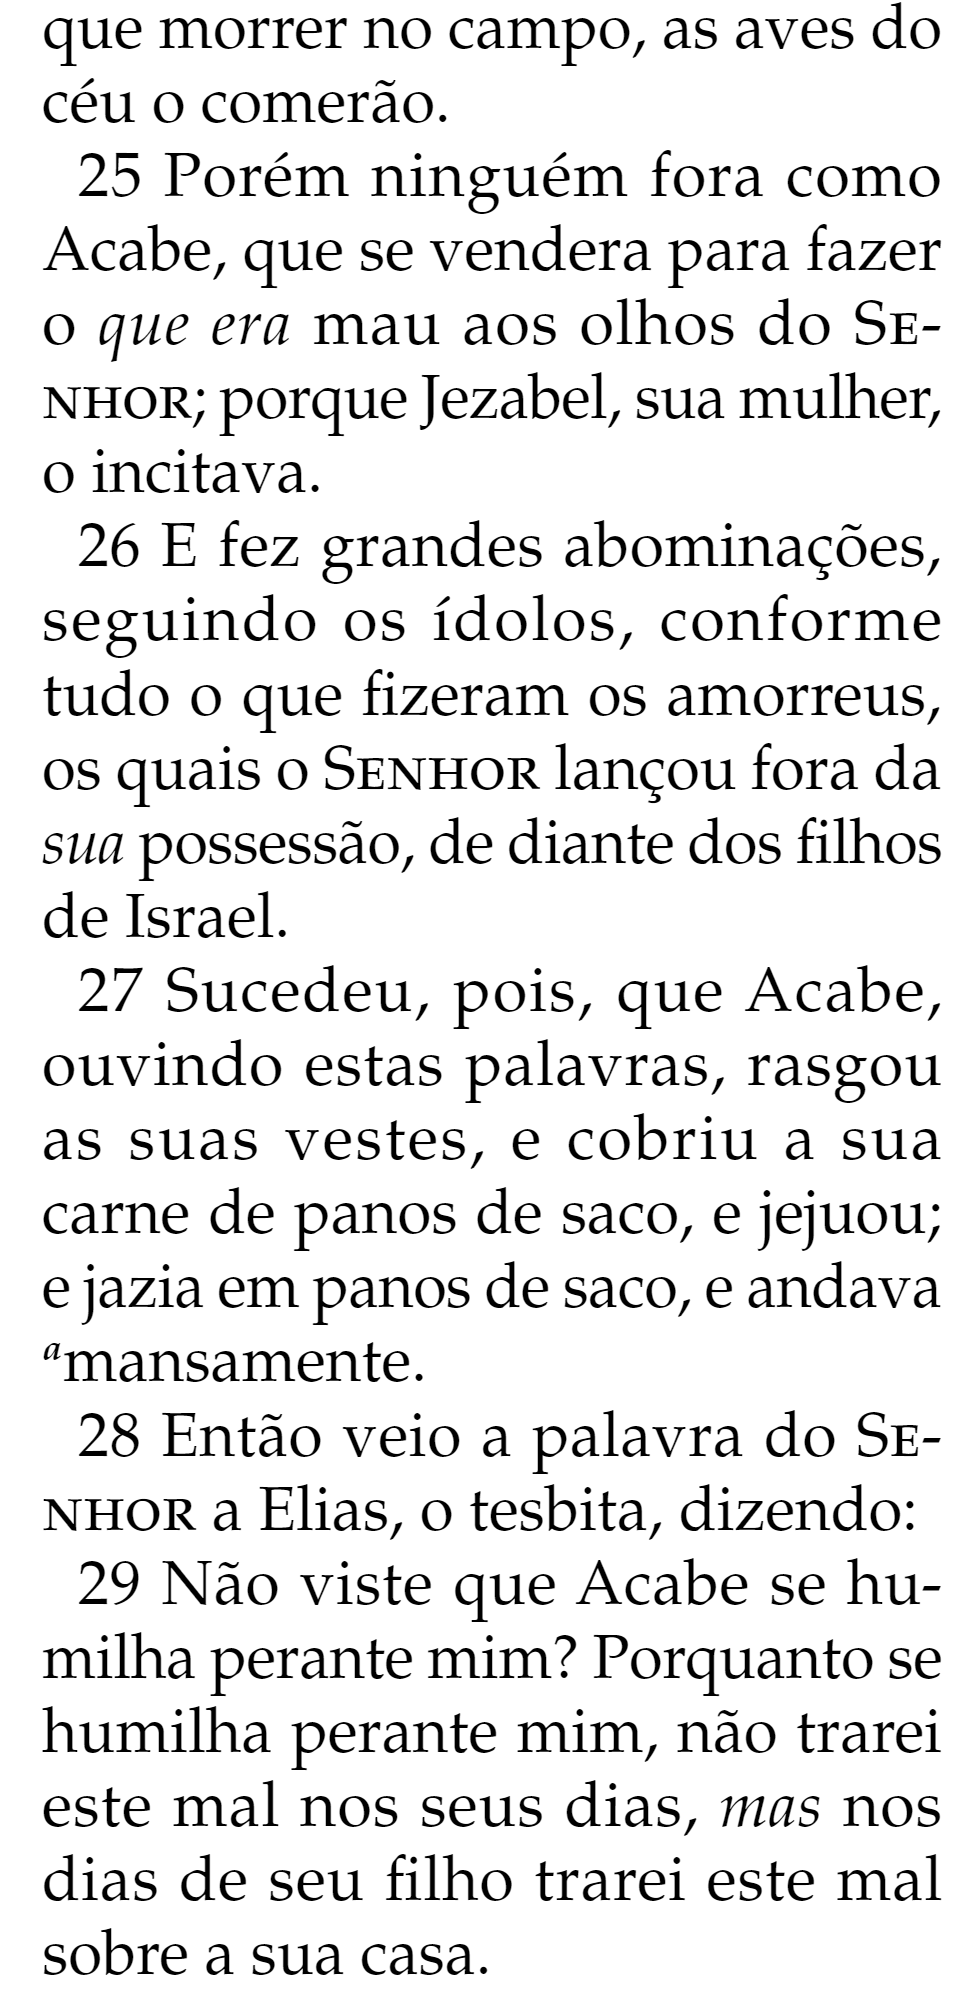 que morrer no campo, as aves do
céu o comerão.
25 Porém ninguém fora como
Acabe, que se vendera para fazer
o que era mau aos olhos do SE-
NHOR; porque Jezabel, sua mulher,
o incitava.
26 E fez grandes abominações,
seguindo os ídolos, conforme
tudo o que fizeram os amorreus,
os quais o SENHOR lançou fora da
sua possessão, de diante dos filhos
de Israel.
27 Sucedeu, pois, que Acabe,
ouvindo estas palavras, rasgou
as suas vestes, e cobriu a sua
carne de panos de saco, e jejuou;
e jazia em panos de saco, e andava
ᵃmansamente.
28 Então veio a palavra do SE-
NHOR a Elias, o tesbita, dizendo:
29 Não viste que Acabe se hu-
milha perante mim? Porquanto se
humilha perante mim, não trarei
este mal nos seus dias, mas nos
dias de seu filho trarei este mal
sobre a sua casa.